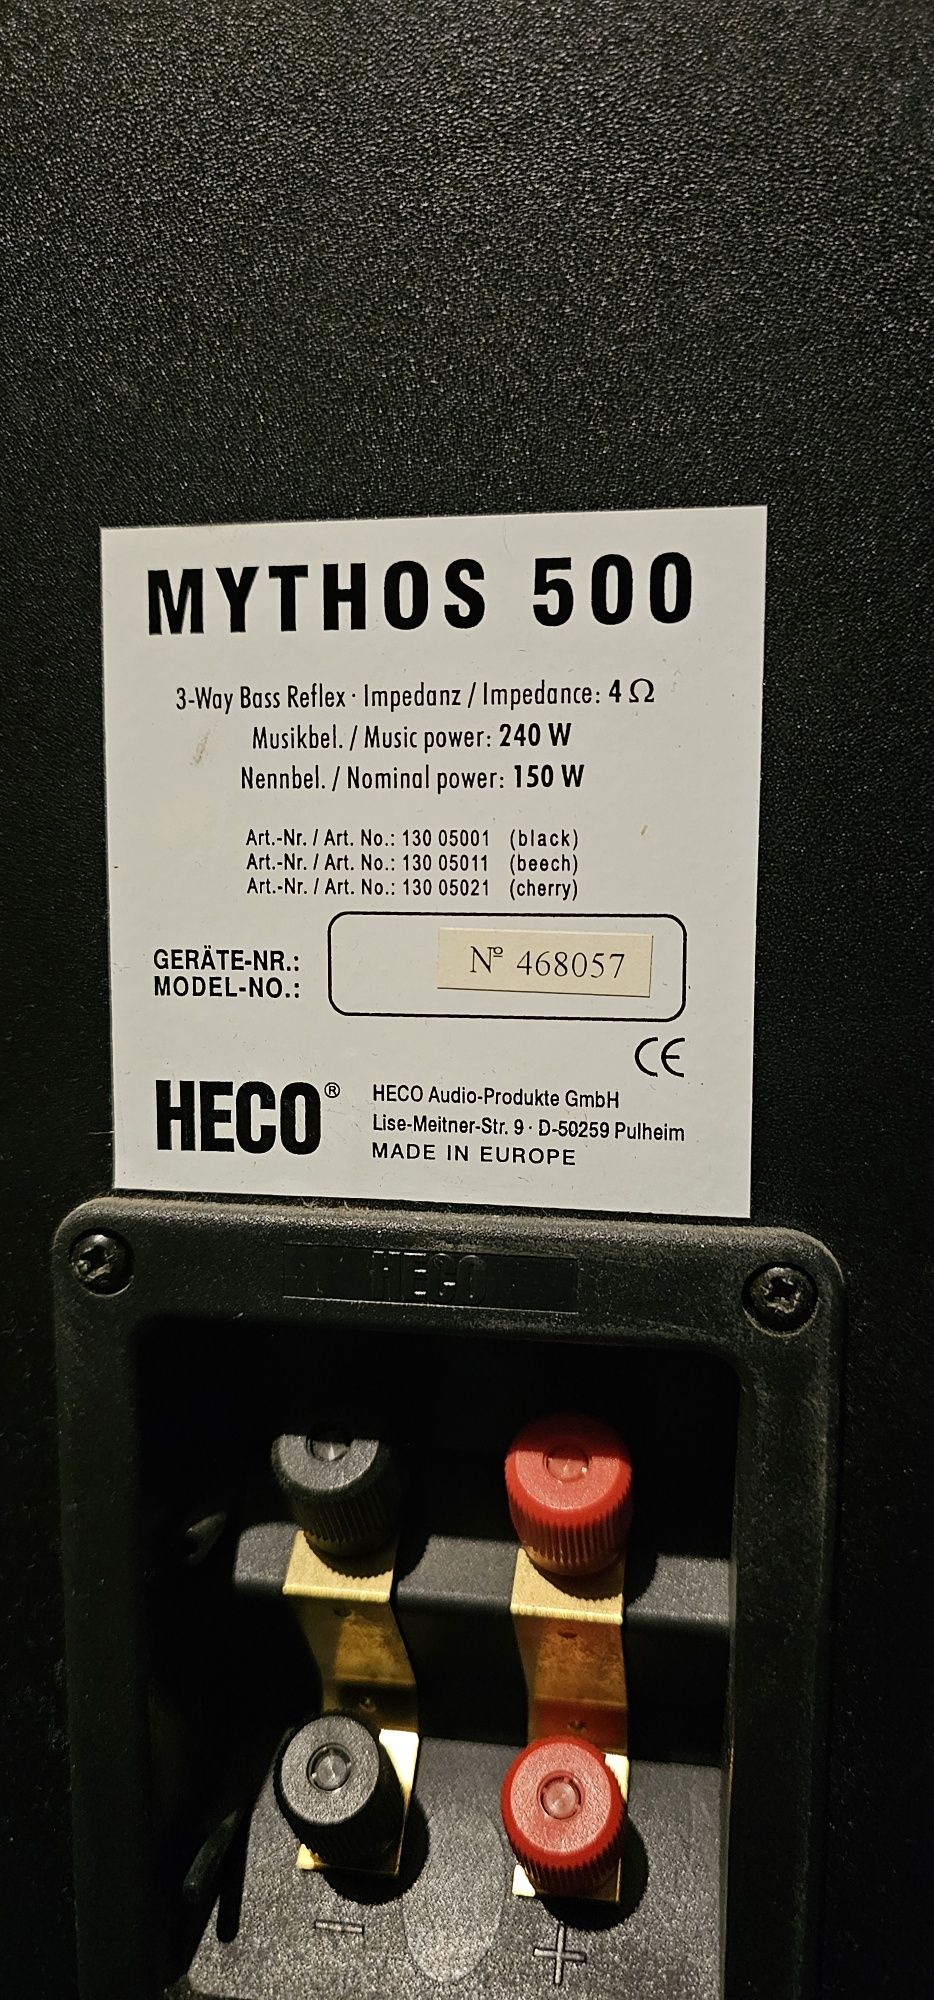 MYTHOS 500
3-Way Bass Reflex · Impedanz / Impedance: 4 Ω
Musikbel. / Music power: 240 W
Nennbel. / Nominal power: 150 W
Art.-Nr. / Art. No.: 130 05001 (black)
Art.-Nr. / Art. No.: 130 05011 (beech)
Art.-Nr. / Art. No.: 130 05021 (cherry)
GERÄTE-NR.:
MODEL-NO.:
Nº 468057
CE
HECO®
HECO Audio-Produkte GmbH
Lise-Meitner-Str. 9 · D-50259 Pulheim
MADE IN EUROPE
HECO
− +